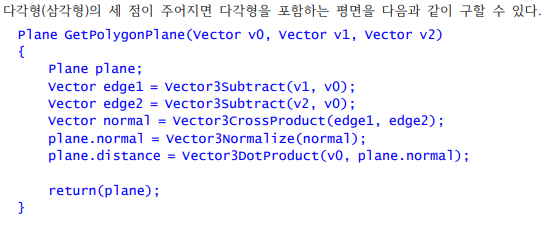 다각형(삼각형)의 세 점이 주어지면 다각형을 포함하는 평면을 다음과 같이 구할 수 있다.
Plane GetPolygonPlane(Vector v0, Vector v1, Vector v2)
{
    Plane plane;
    Vector edge1 = Vector3Subtract(v1, v0);
    Vector edge2 = Vector3Subtract(v2, v0);
    Vector normal = Vector3CrossProduct(edge1, edge2);
    plane.normal = Vector3Normalize(normal);
    plane.distance = Vector3DotProduct(v0, plane.normal);
    return(plane);
}